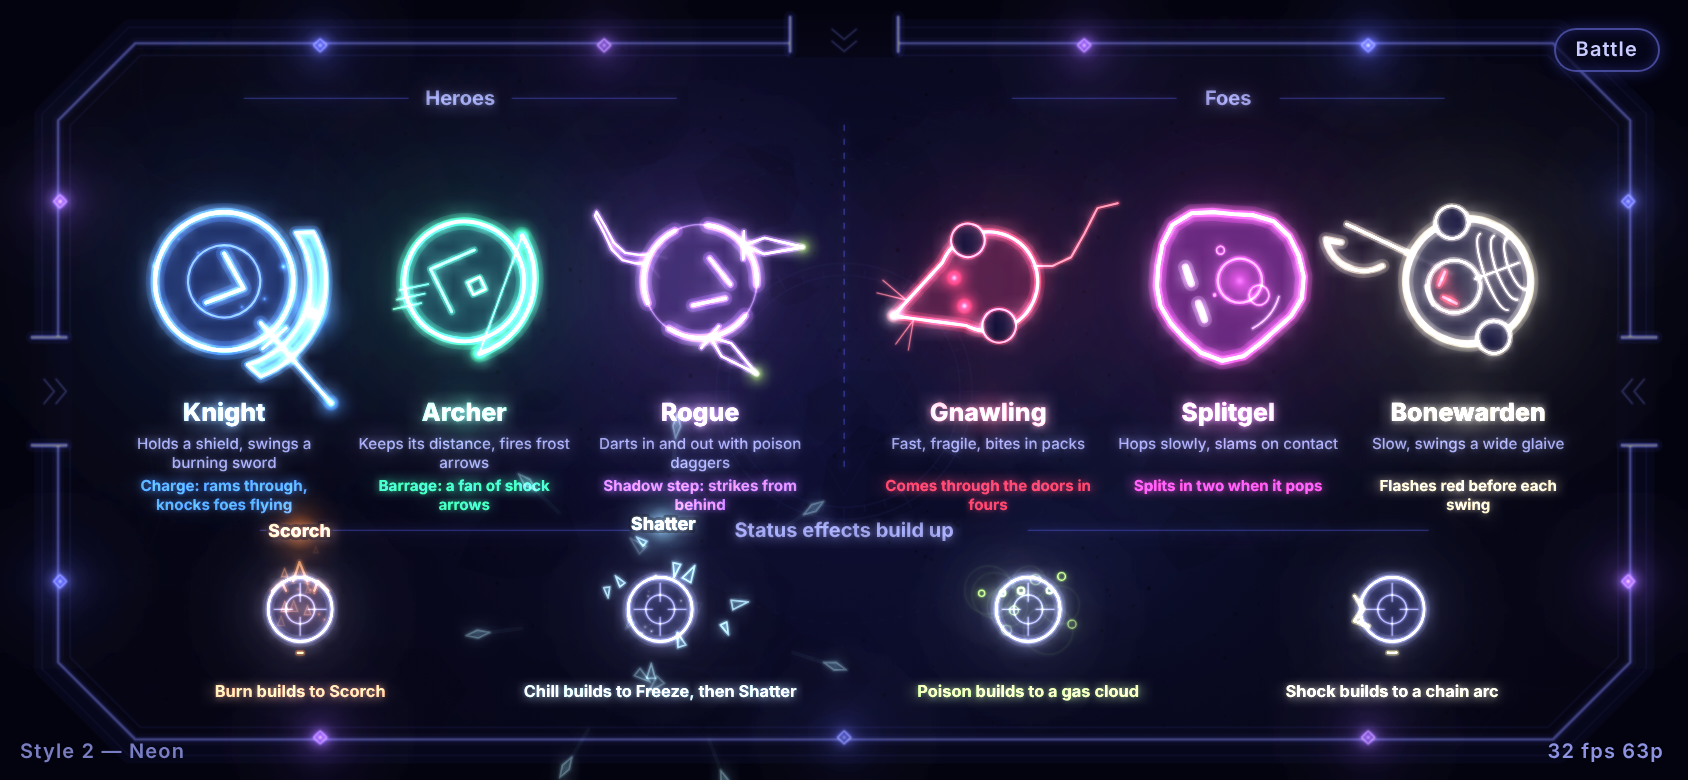 Battle
Heroes
Foes
Knight
Holds a shield, swings a
burning sword
Charge: rams through,
knocks foes flying
Archer
Keeps its distance, fires frost
arrows
Barrage: a fan of shock
arrows
Rogue
Darts in and out with poison
daggers
Shadow step: strikes from
behind
Gnawling
Fast, fragile, bites in packs
Comes through the doors in
fours
Splitgel
Hops slowly, slams on contact
Splits in two when it pops
Bonewarden
Slow, swings a wide glaive
Flashes red before each
swing
Status effects build up
Scorch
Shatter
Burn builds to Scorch
Chill builds to Freeze, then Shatter
Poison builds to a gas cloud
Shock builds to a chain arc
Style 2 — Neon
32 fps 63p